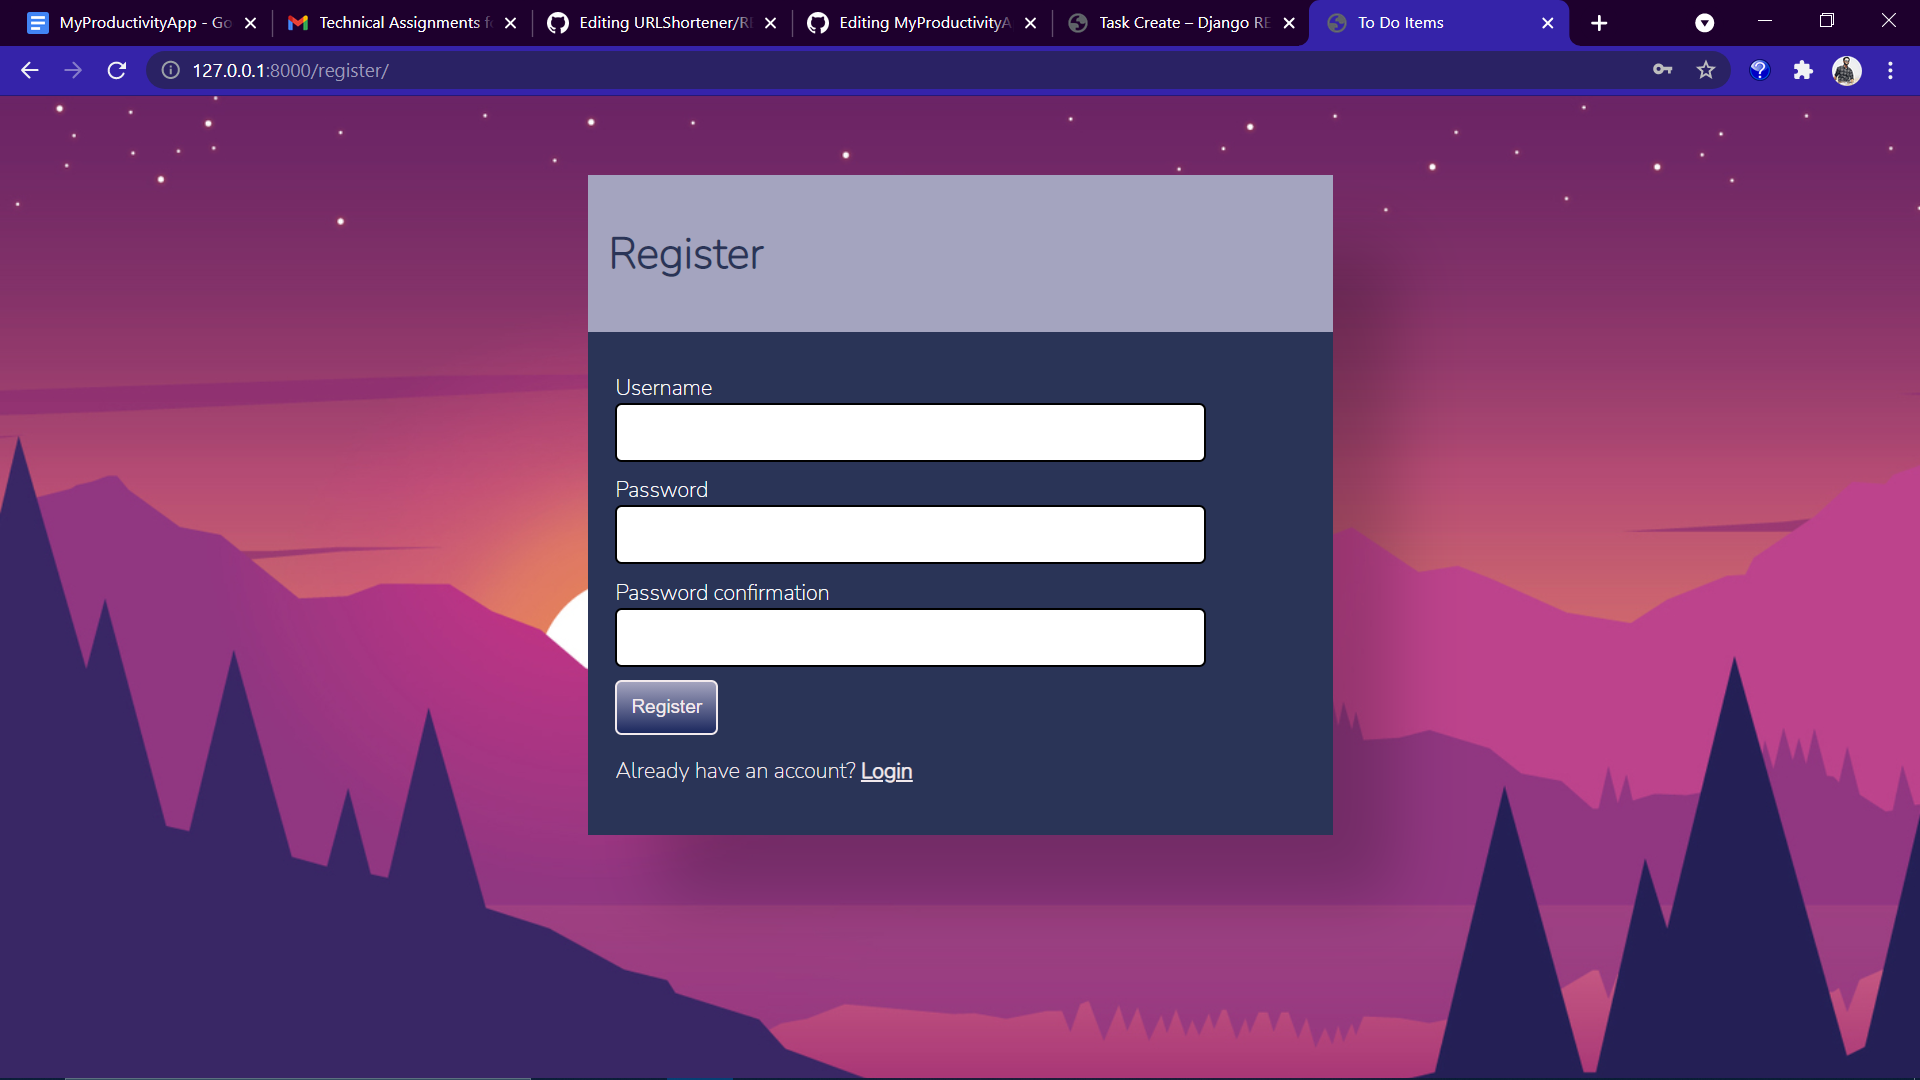 MyProductivityApp - Go
Technical Assignments f
Editing URLShortener/R
Editing MyProductivityA
Task Create – Django RE
To Do Items
127.0.0.1:8000/register/
Register
Username
Password
Password confirmation
Register
Already have an account? Login